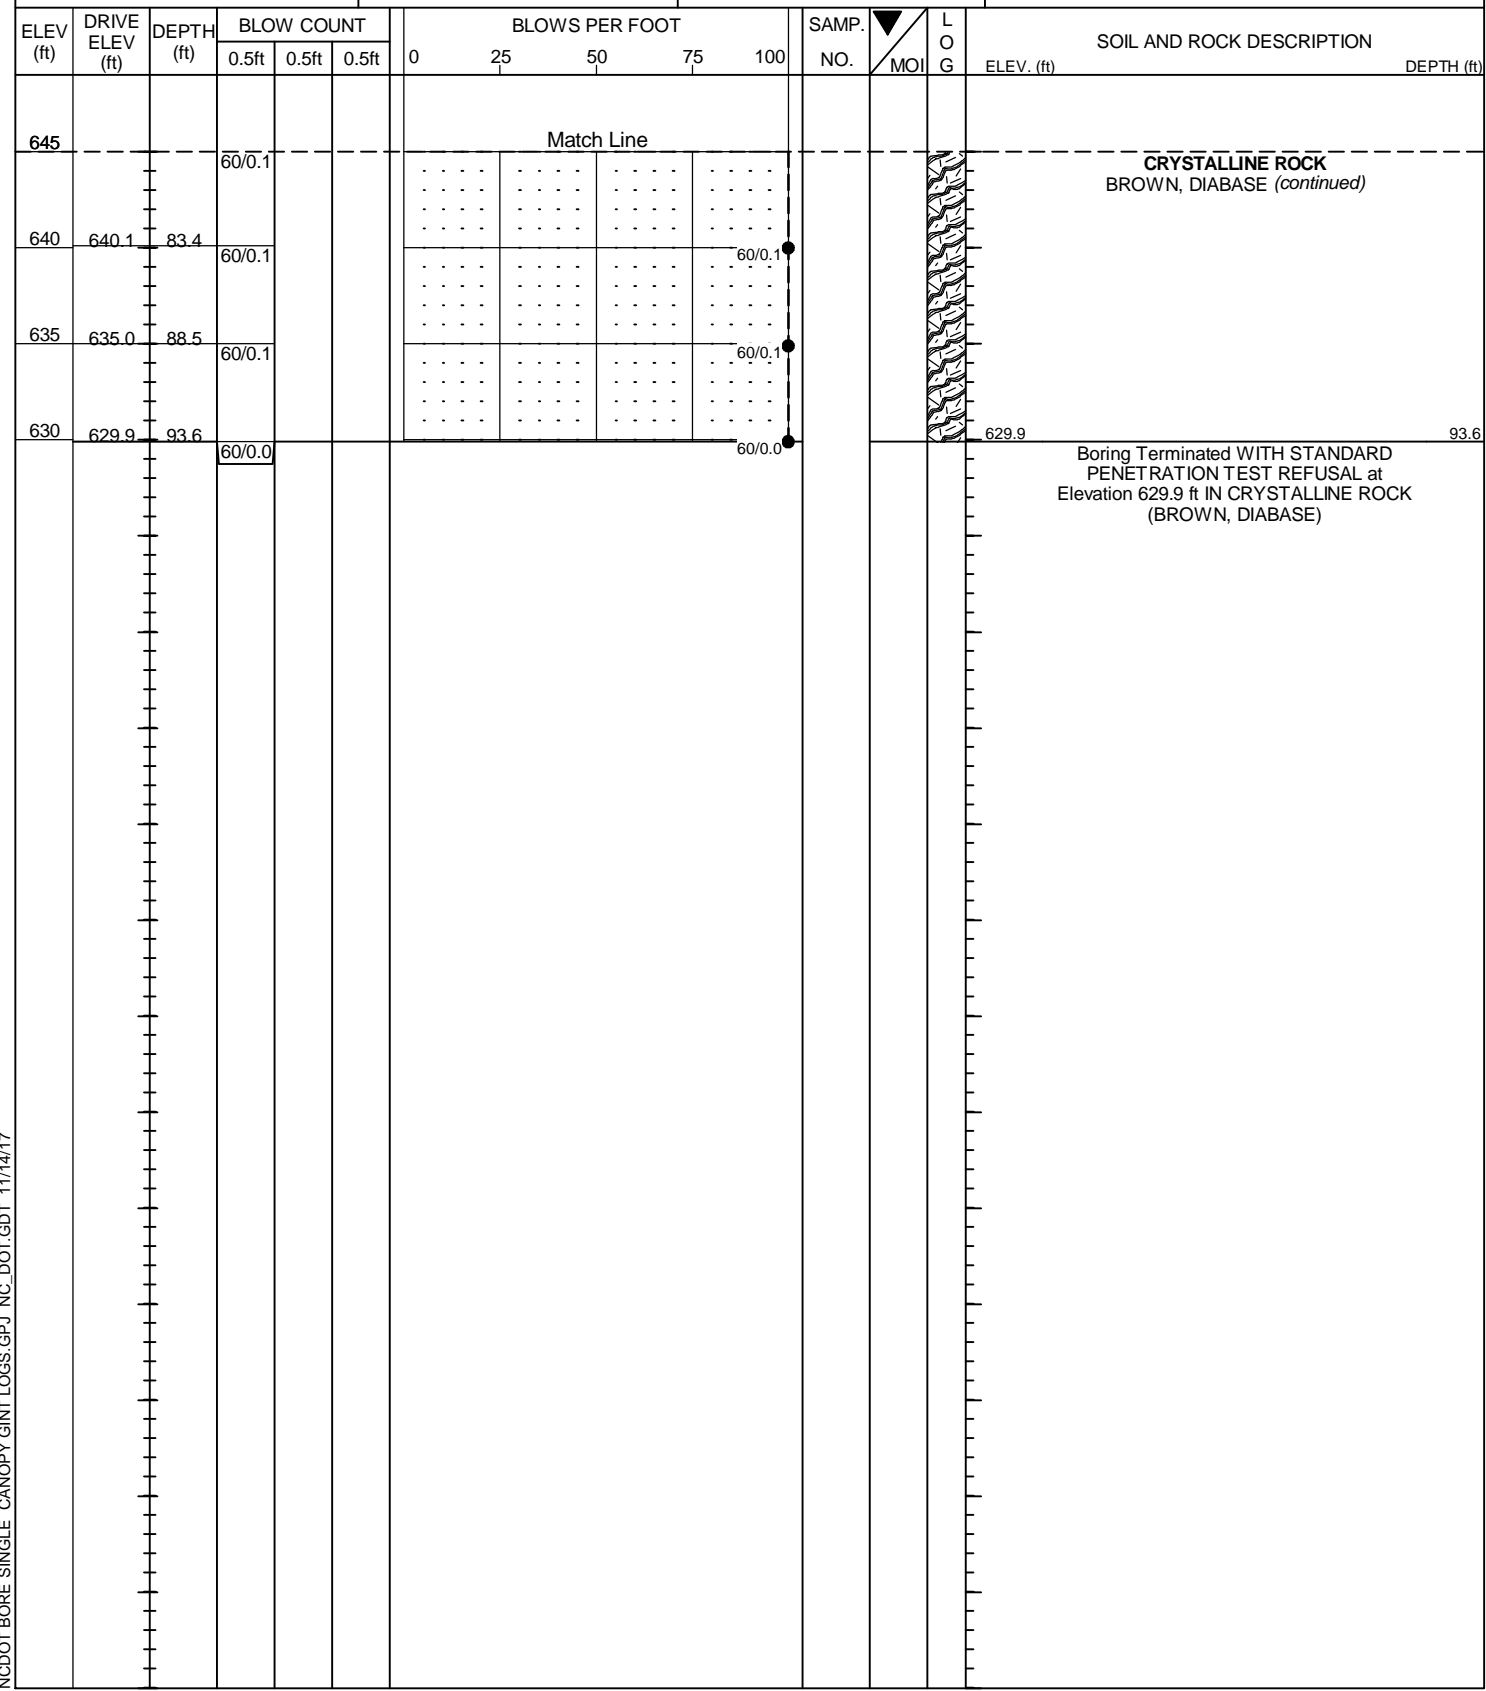 ELEV (ft) DRIVE ELEV (ft) DEPTH (ft) BLOW COUNT BLOWS PER FOOT SAMP. NO. MOI LOG SOIL AND ROCK DESCRIPTION
0.5ft 0.5ft 0.5ft 0 25 50 75 100 ELEV. (ft) DEPTH (ft)
645 Match Line
60/0.1 CRYSTALLINE ROCK
BROWN, DIABASE (continued)
640 640.1 83.4
60/0.1 60/0.1
635 635.0 88.5
60/0.1 60/0.1
630 629.9 93.6 629.9 93.6
60/0.0 60/0.0 Boring Terminated WITH STANDARD
PENETRATION TEST REFUSAL at
Elevation 629.9 ft IN CRYSTALLINE ROCK
(BROWN, DIABASE)
NCDOT BORE SINGLE CANOPY GINT LOGS.GPJ NC_DOT.GDT 11/14/17